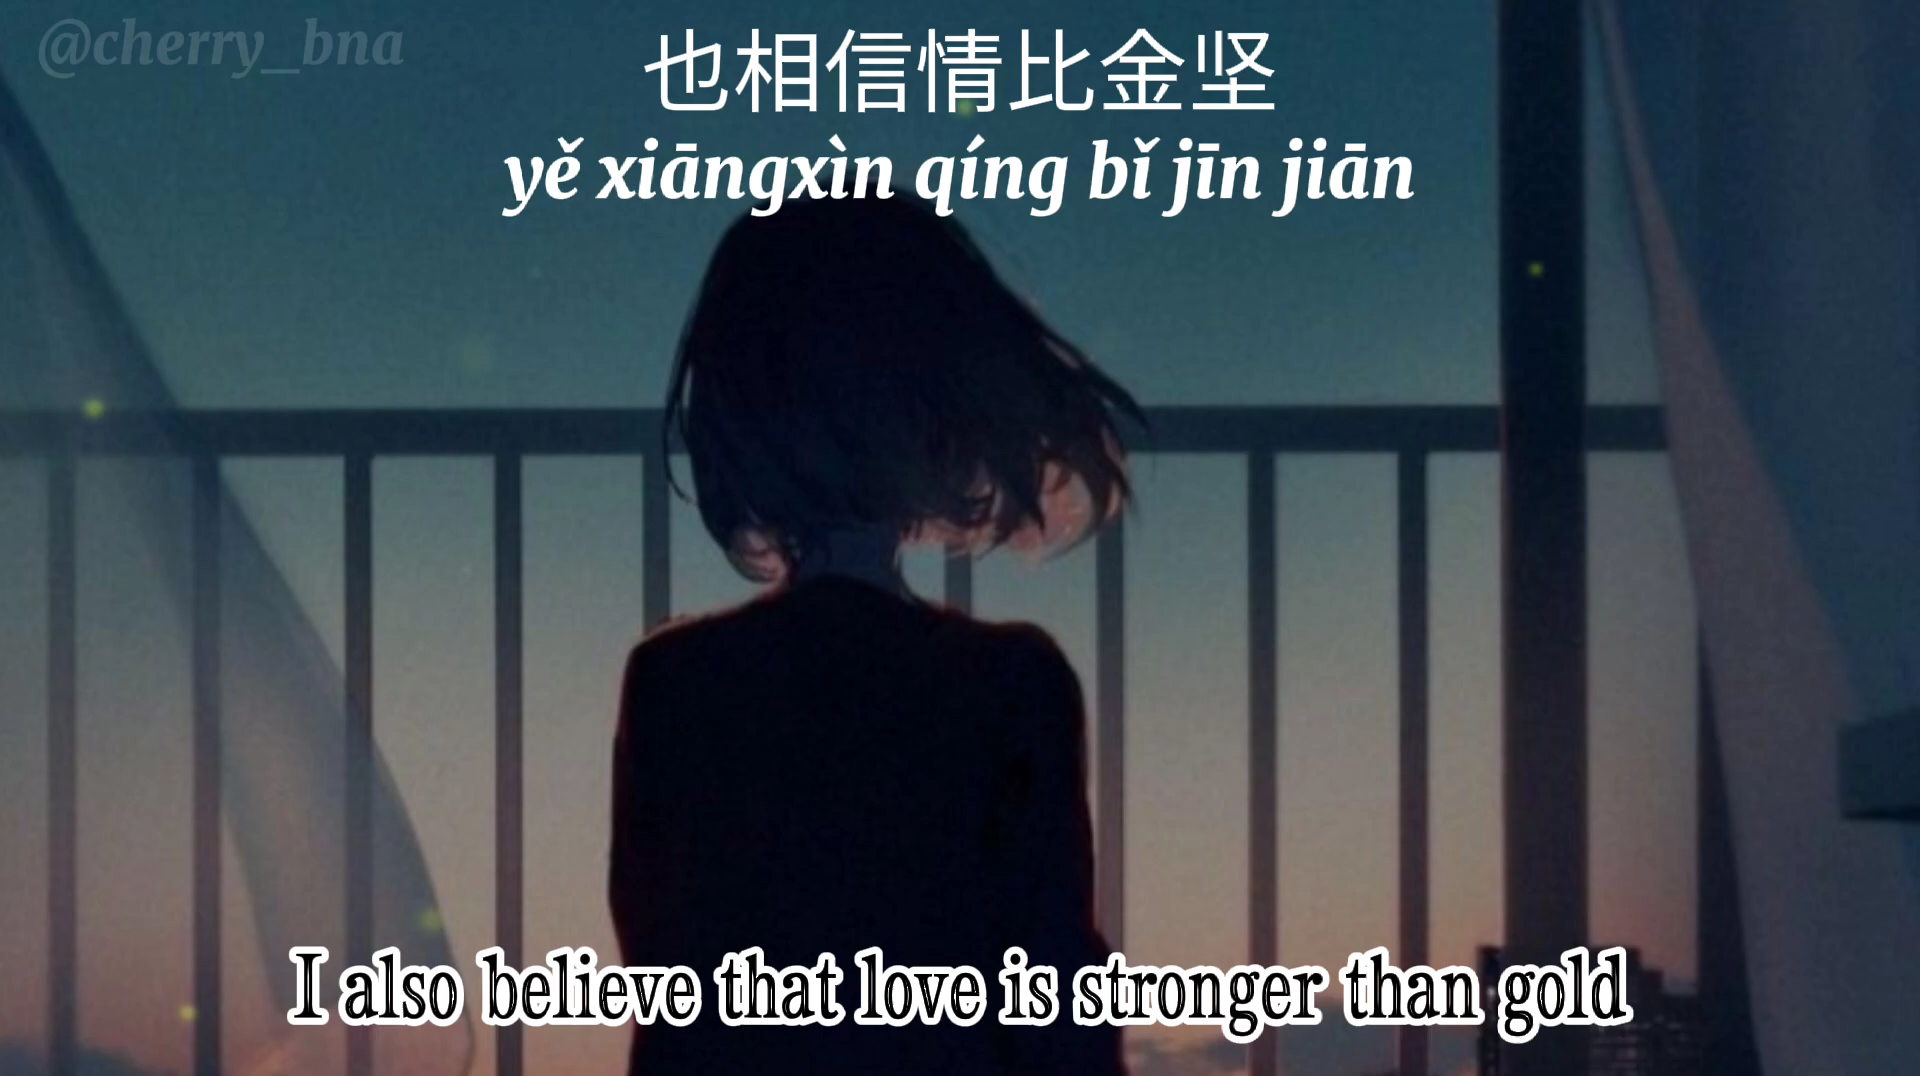 @cherry_bna
也相信情比金坚
yě xiāngxìn qíng bǐ jīn jiān
I also believe that love is stronger than gold